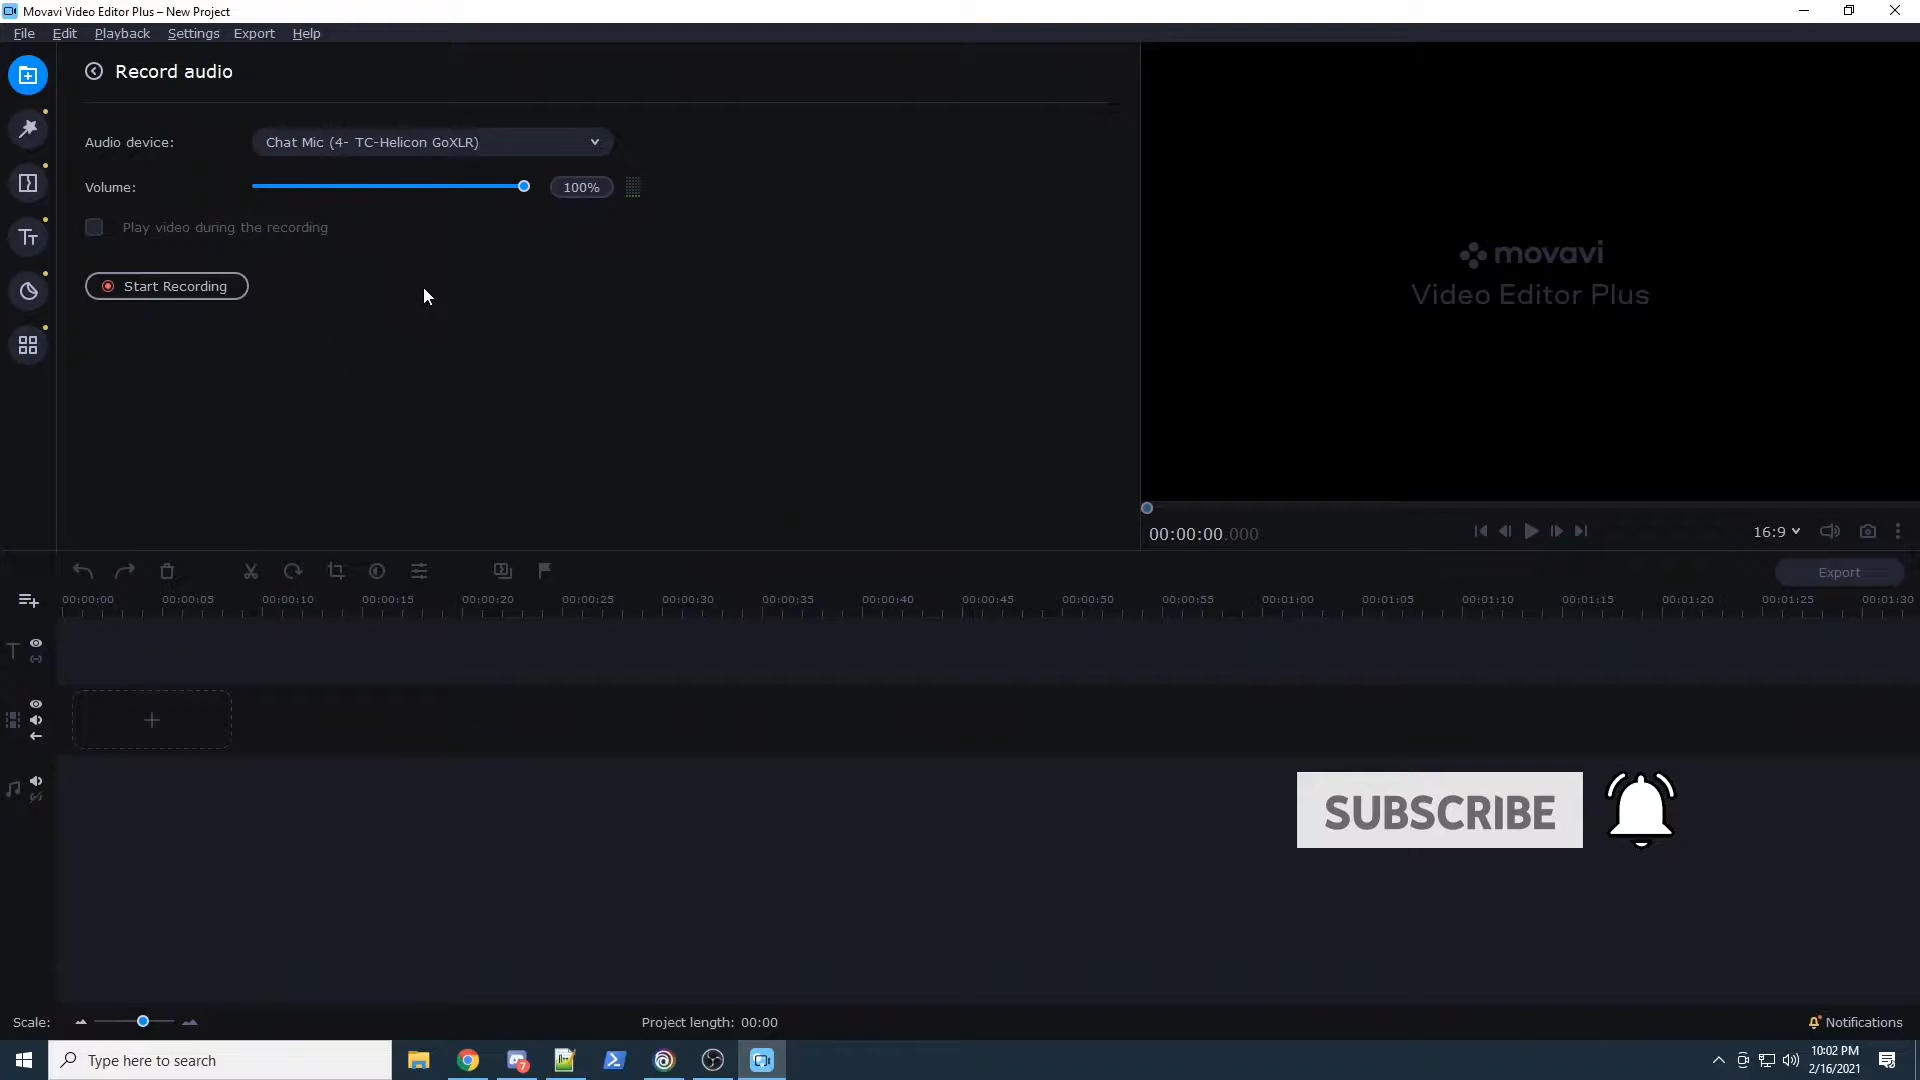 Movavi Video Editor Plus – New Project
File Edit Playback Settings Export Help
Record audio
Audio device: Chat Mic (4- TC-Helicon GoXLR)
Volume: 100%
Play video during the recording
Start Recording
movavi
Video Editor Plus
00:00:00.000
16:9
Export
00:00:00 00:00:05 00:00:10 00:00:15 00:00:20 00:00:25 00:00:30 00:00:35 00:00:40 00:00:45 00:00:50 00:00:55 00:01:00 00:01:05 00:01:10 00:01:15 00:01:20 00:01:25 00:01:30
SUBSCRIBE
Scale:
Project length: 00:00
Notifications
Type here to search
7
10:02 PM
2/16/2021